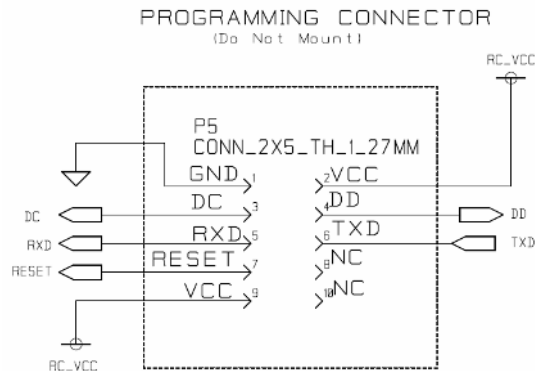 PROGRAMMING CONNECTOR
(Do Not Mount)
RC_VCC
P5
CONN_2X5_TH_1_27MM
GND 1 2 VCC
DC DC 3 4 DD DD
RXD RXD 5 6 TXD TXD
RESET RESET 7 8 NC
VCC 9 10 NC
RC_VCC